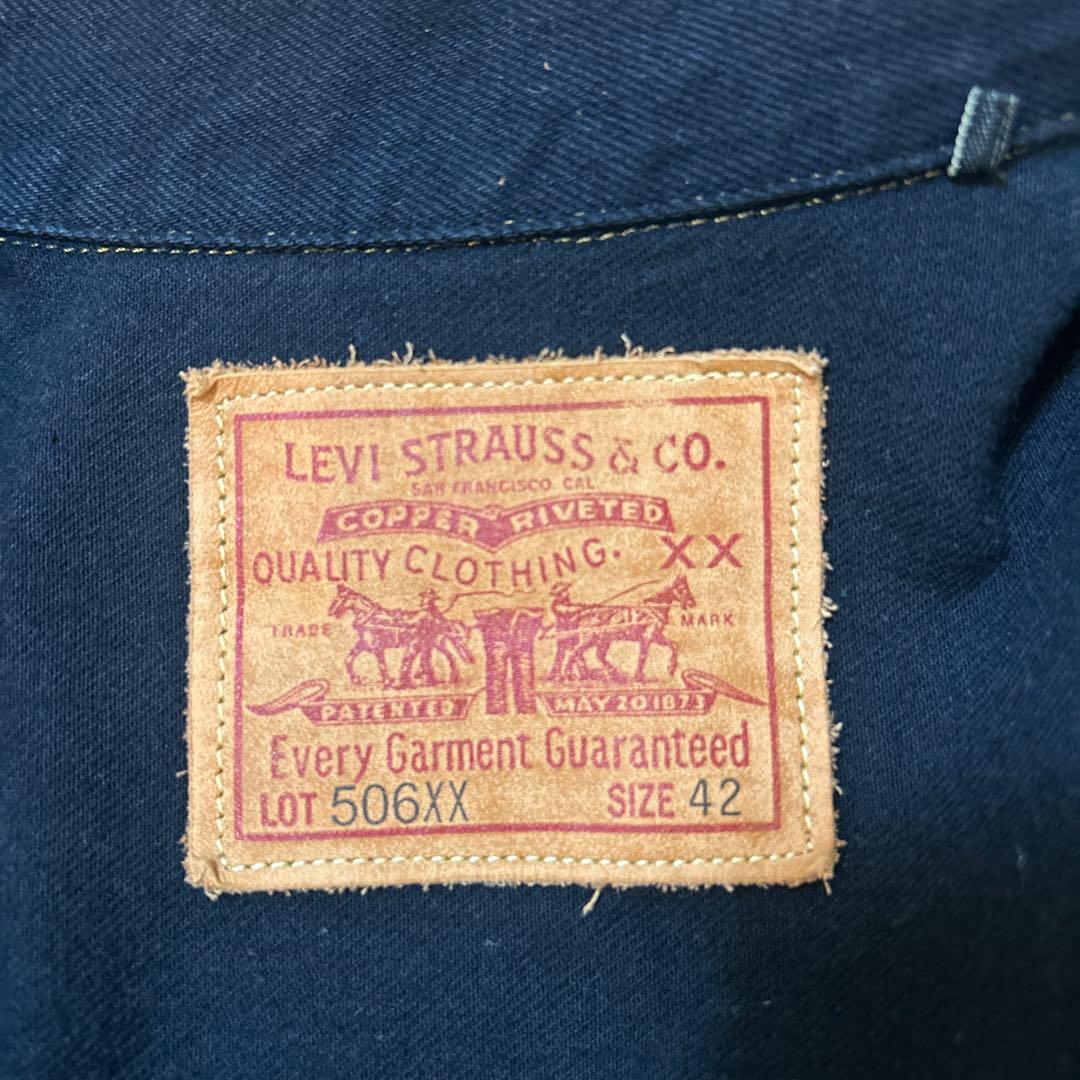 LEVI STRAUSS & CO.
SAN FRANCISCO CAL
COPPER RIVETED
QUALITY CLOTHING. XX
TRADE MARK
PATENTED MAY 20 1873
Every Garment Guaranteed
LOT 506XX SIZE 42